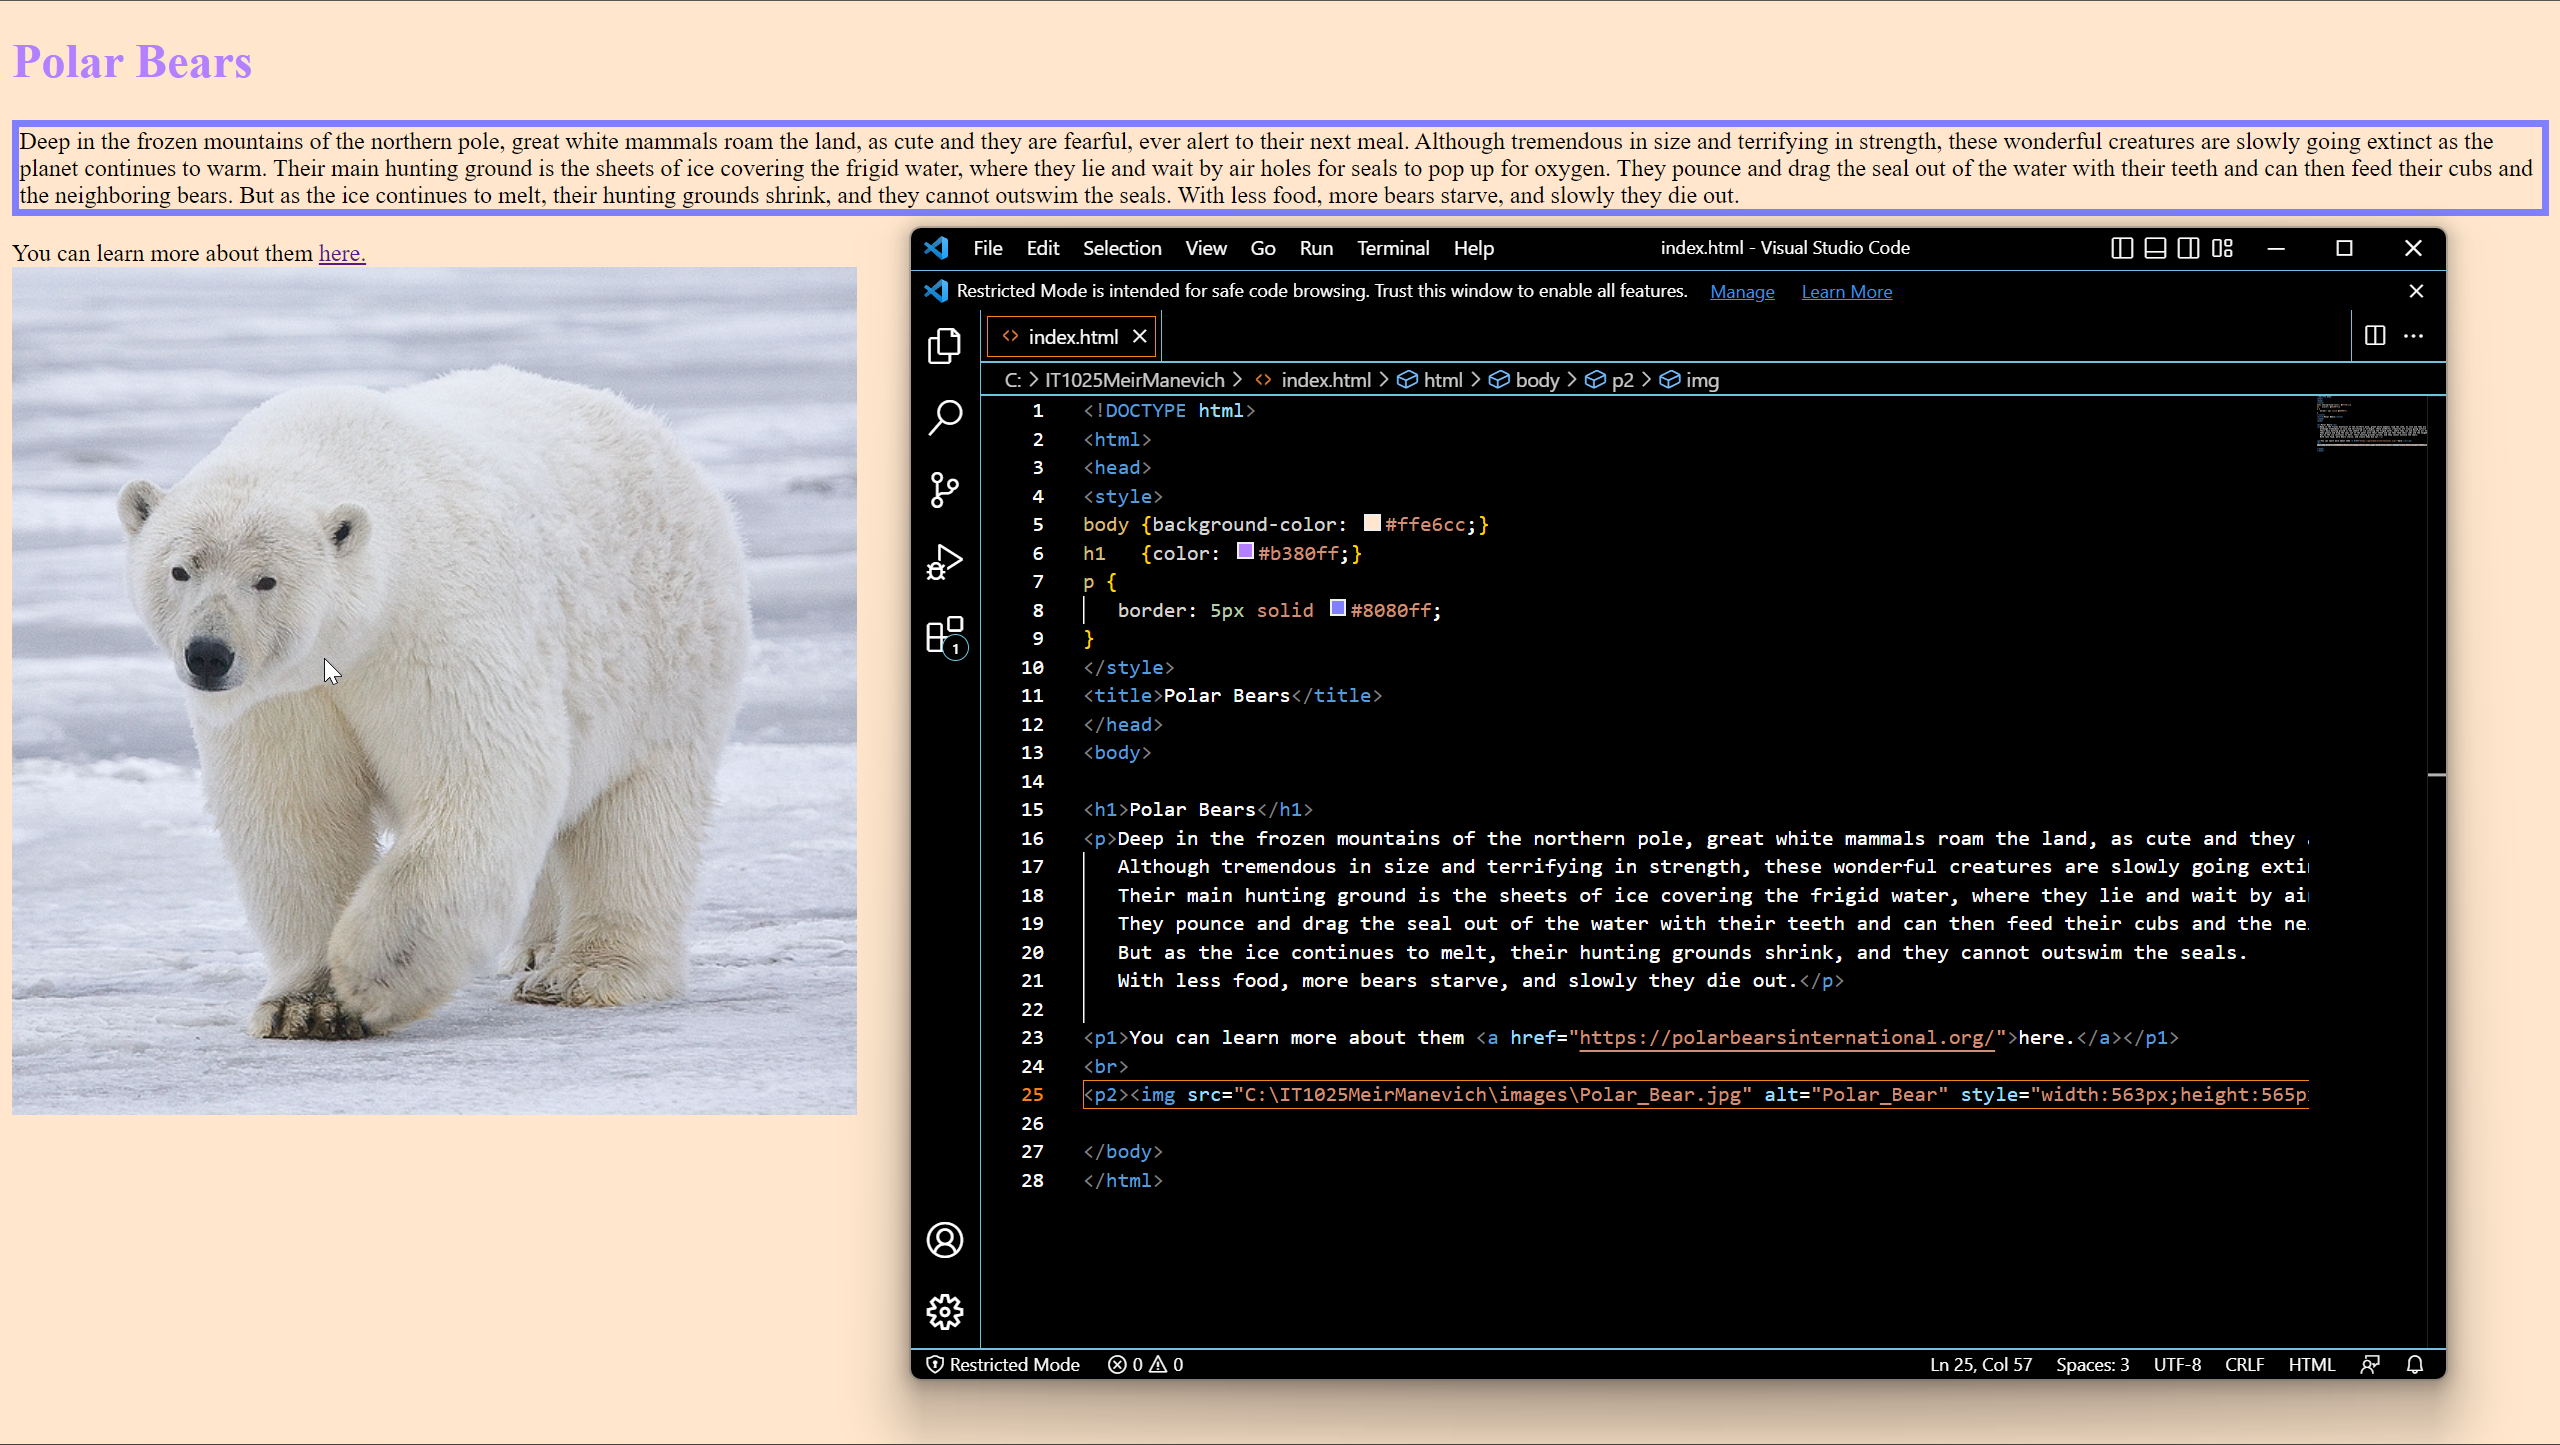 Polar Bears
Deep in the frozen mountains of the northern pole, great white mammals roam the land, as cute and they are fearful, ever alert to their next meal. Although tremendous in size and terrifying in strength, these wonderful creatures are slowly going extinct as the
planet continues to warm. Their main hunting ground is the sheets of ice covering the frigid water, where they lie and wait by air holes for seals to pop up for oxygen. They pounce and drag the seal out of the water with their teeth and can then feed their cubs and
the neighboring bears. But as the ice continues to melt, their hunting grounds shrink, and they cannot outswim the seals. With less food, more bears starve, and slowly they die out.
You can learn more about them here.
File Edit Selection View Go Run Terminal Help index.html - Visual Studio Code
Restricted Mode is intended for safe code browsing. Trust this window to enable all features. Manage Learn More
index.html
C: > IT1025MeirManevich > index.html > html > body > p2 > img
1 <!DOCTYPE html>
2 <html>
3 <head>
4 <style>
5 body {background-color: #ffe6cc;}
6 h1 {color: #b380ff;}
7 p {
8 border: 5px solid #8080ff;
9 }
10 </style>
11 <title>Polar Bears</title>
12 </head>
13 <body>
14
15 <h1>Polar Bears</h1>
16 <p>Deep in the frozen mountains of the northern pole, great white mammals roam the land, as cute and they
17 Although tremendous in size and terrifying in strength, these wonderful creatures are slowly going exti
18 Their main hunting ground is the sheets of ice covering the frigid water, where they lie and wait by ai
19 They pounce and drag the seal out of the water with their teeth and can then feed their cubs and the ne
20 But as the ice continues to melt, their hunting grounds shrink, and they cannot outswim the seals.
21 With less food, more bears starve, and slowly they die out.</p>
22
23 <p1>You can learn more about them <a href="https://polarbearsinternational.org/">here.</a></p1>
24 <br>
25 <p2><img src="C:\IT1025MeirManevich\images\Polar_Bear.jpg" alt="Polar_Bear" style="width:563px;height:565p
26
27 </body>
28 </html>
1
Restricted Mode 0 0 Ln 25, Col 57 Spaces: 3 UTF-8 CRLF HTML